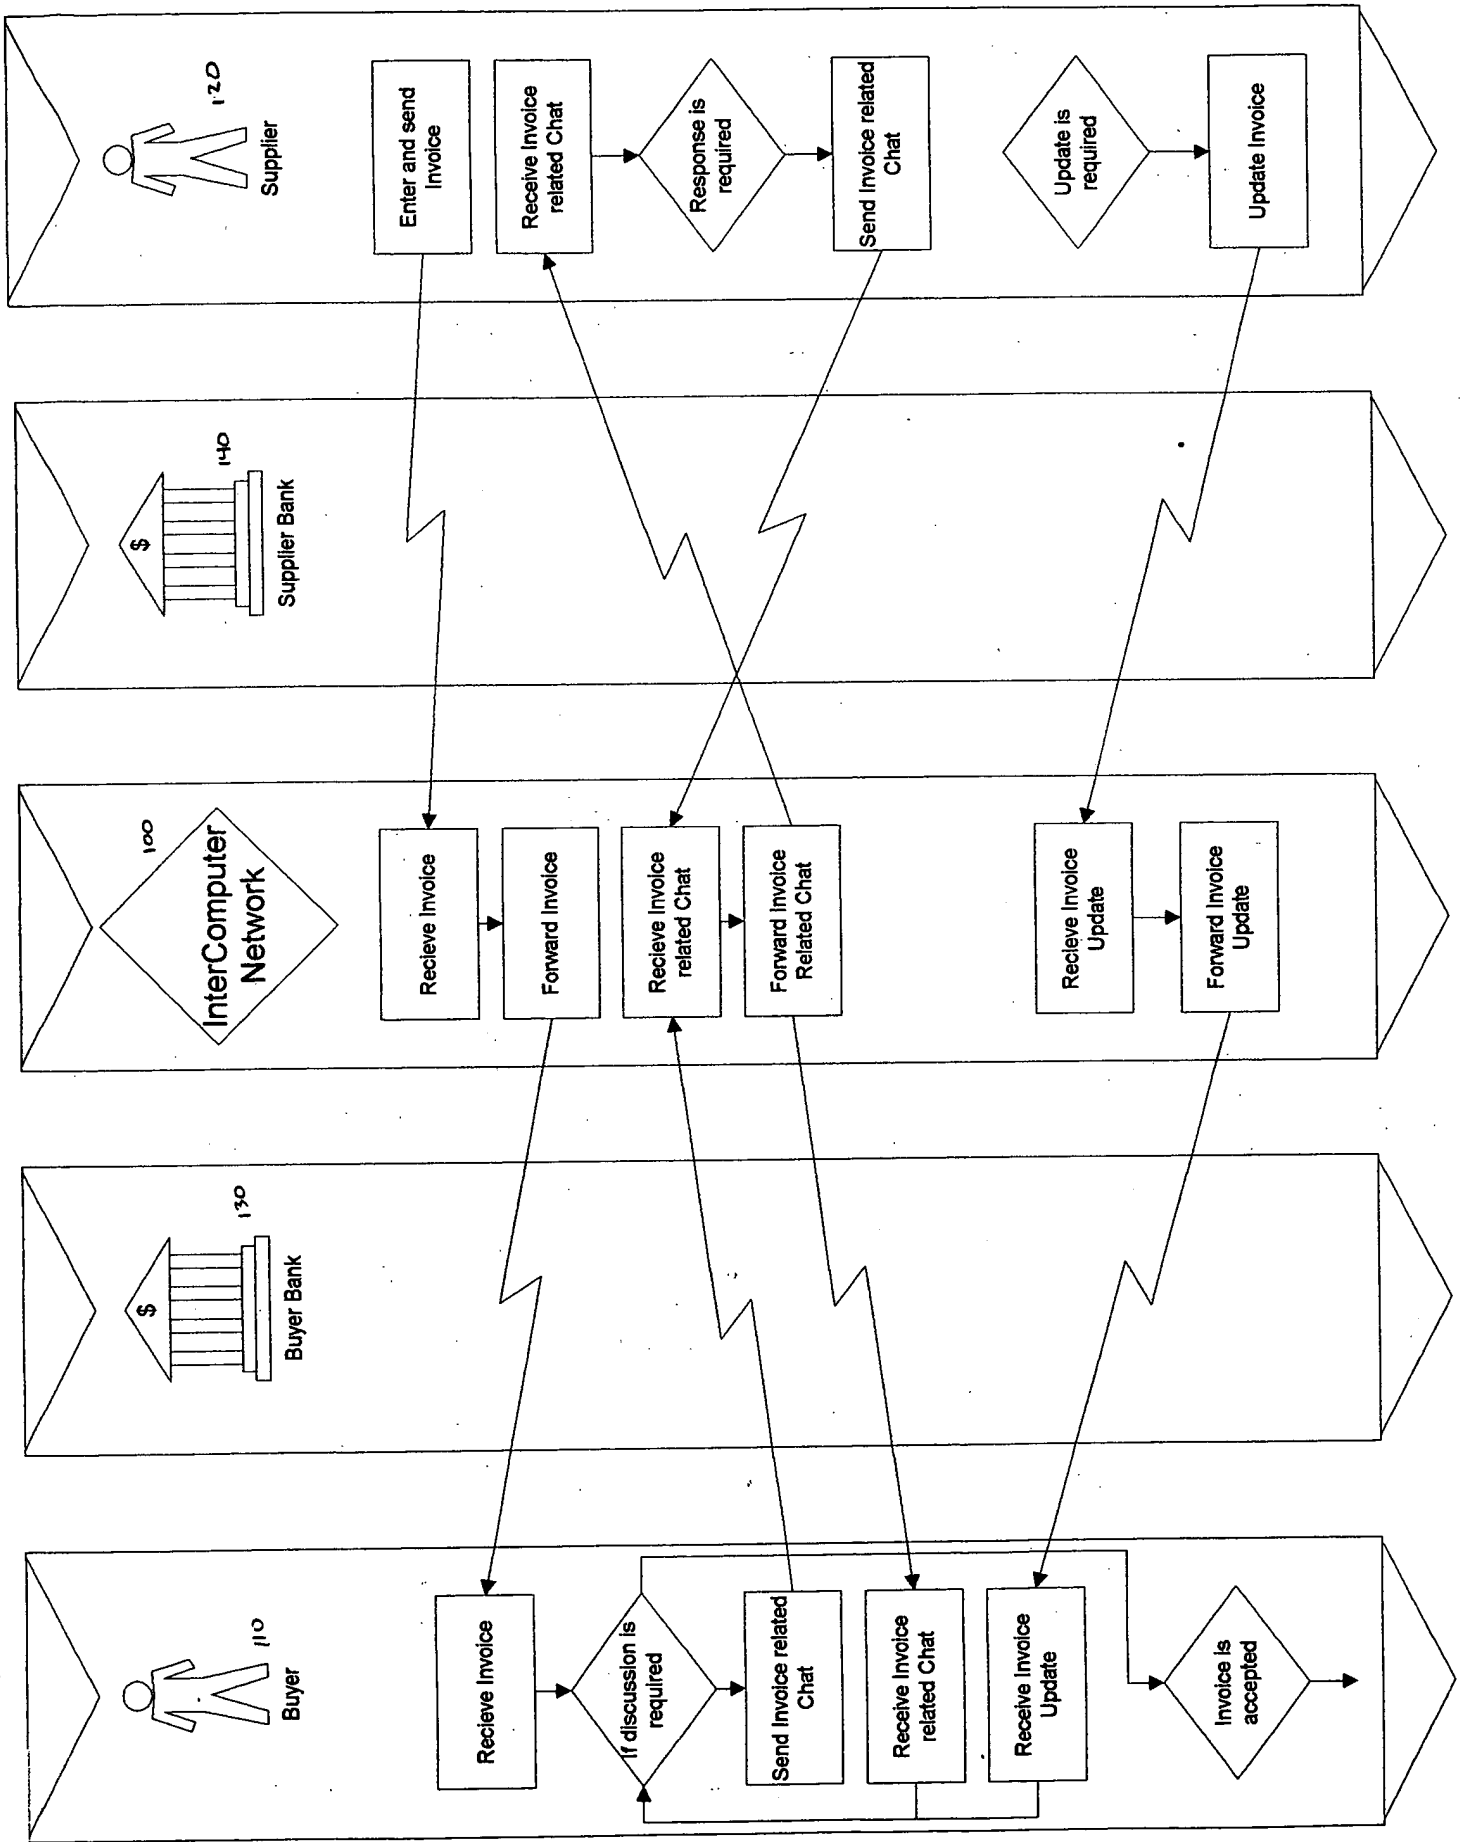 120
Supplier
Enter and send
Invoice
Receive Invoice
related Chat
Response is
required
Send Invoice related
Chat
Update is
required
Update Invoice
$
140
Supplier Bank
InterComputer
Network
100
Recieve Invoice
Forward Invoice
Recieve Invoice
related Chat
Forward Invoice
Related Chat
Recieve Invoice
Update
Forward Invoice
Update
$
130
Buyer Bank
110
Buyer
Recieve Invoice
If discussion is
required
Send Invoice related
Chat
Receive Invoice
related Chat
Receive Invoice
Update
Invoice is
accepted